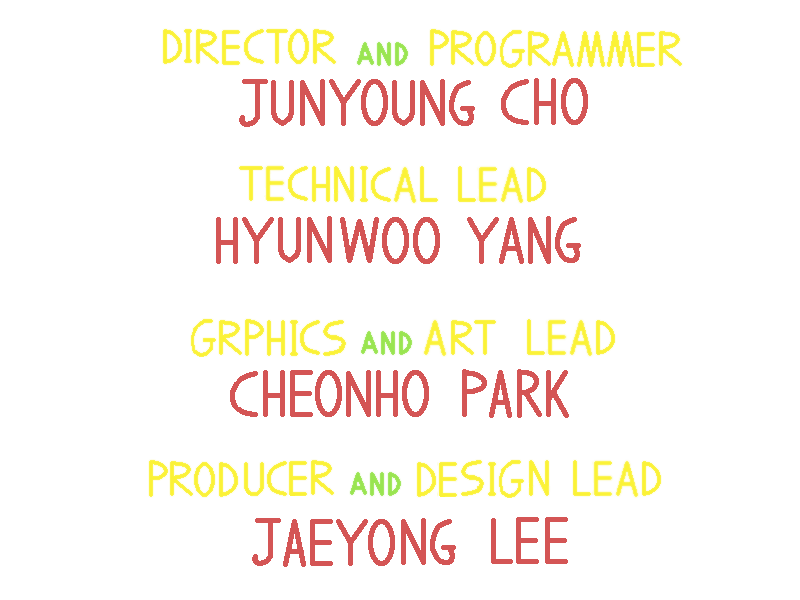 DIRECTOR AND PROGRAMMER
JUNYOUNG CHO
TECHNICAL LEAD
HYUNWOO YANG
GRPHICS AND ART LEAD
CHEONHO PARK
PRODUCER AND DESIGN LEAD
JAEYONG LEE